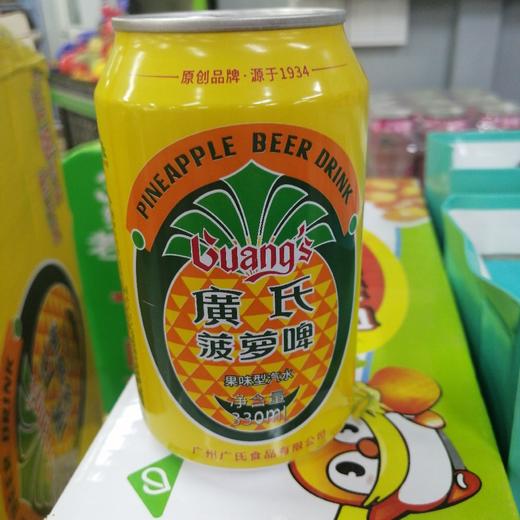 原创品牌·源于1934
PINEAPPLE BEER DRINK
Guang's
廣氏
菠萝啤
果味型汽水
净含量
330ml
广州广氏食品有限公司